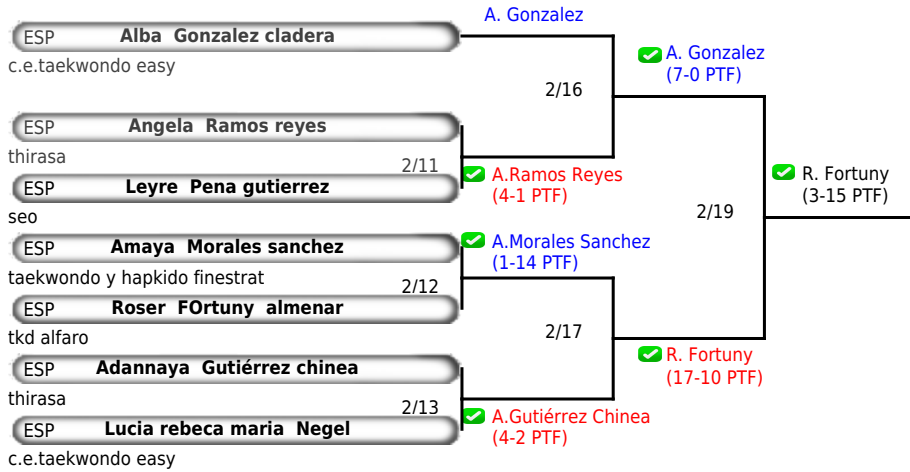 A. Gonzalez
ESP Alba Gonzalez cladera
c.e.taekwondo easy
A. Gonzalez
(7-0 PTF)
2/16
ESP Angela Ramos reyes
thirasa
2/11
A.Ramos Reyes
(4-1 PTF)
R. Fortuny
(3-15 PTF)
ESP Leyre Pena gutierrez
seo
2/19
ESP Amaya Morales sanchez
A.Morales Sanchez
(1-14 PTF)
taekwondo y hapkido finestrat
2/12
ESP Roser FOrtuny almenar
tkd alfaro
2/17
ESP Adannaya Gutiérrez chinea
R. Fortuny
(17-10 PTF)
thirasa
2/13
A.Gutiérrez Chinea
(4-2 PTF)
ESP Lucia rebeca maria Negel
c.e.taekwondo easy